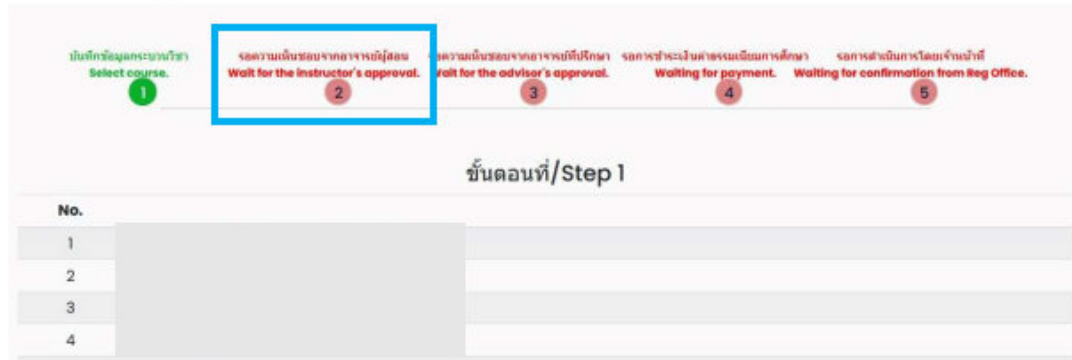 บันทึกข้อมูลกระบวนวิชา
Select course.
1
รอความเห็นชอบจากอาจารย์ผู้สอน
Wait for the instructor's approval.
2
รอความเห็นชอบจากอาจารย์ที่ปรึกษา
Wait for the advisor's approval.
3
รอการชำระเงินค่าธรรมเนียมการศึกษา
Waiting for payment.
4
รอการดำเนินการโดยเจ้าหน้าที่
Waiting for confirmation from Reg Office.
5
ขั้นตอนที่/Step 1
No.
1
2
3
4